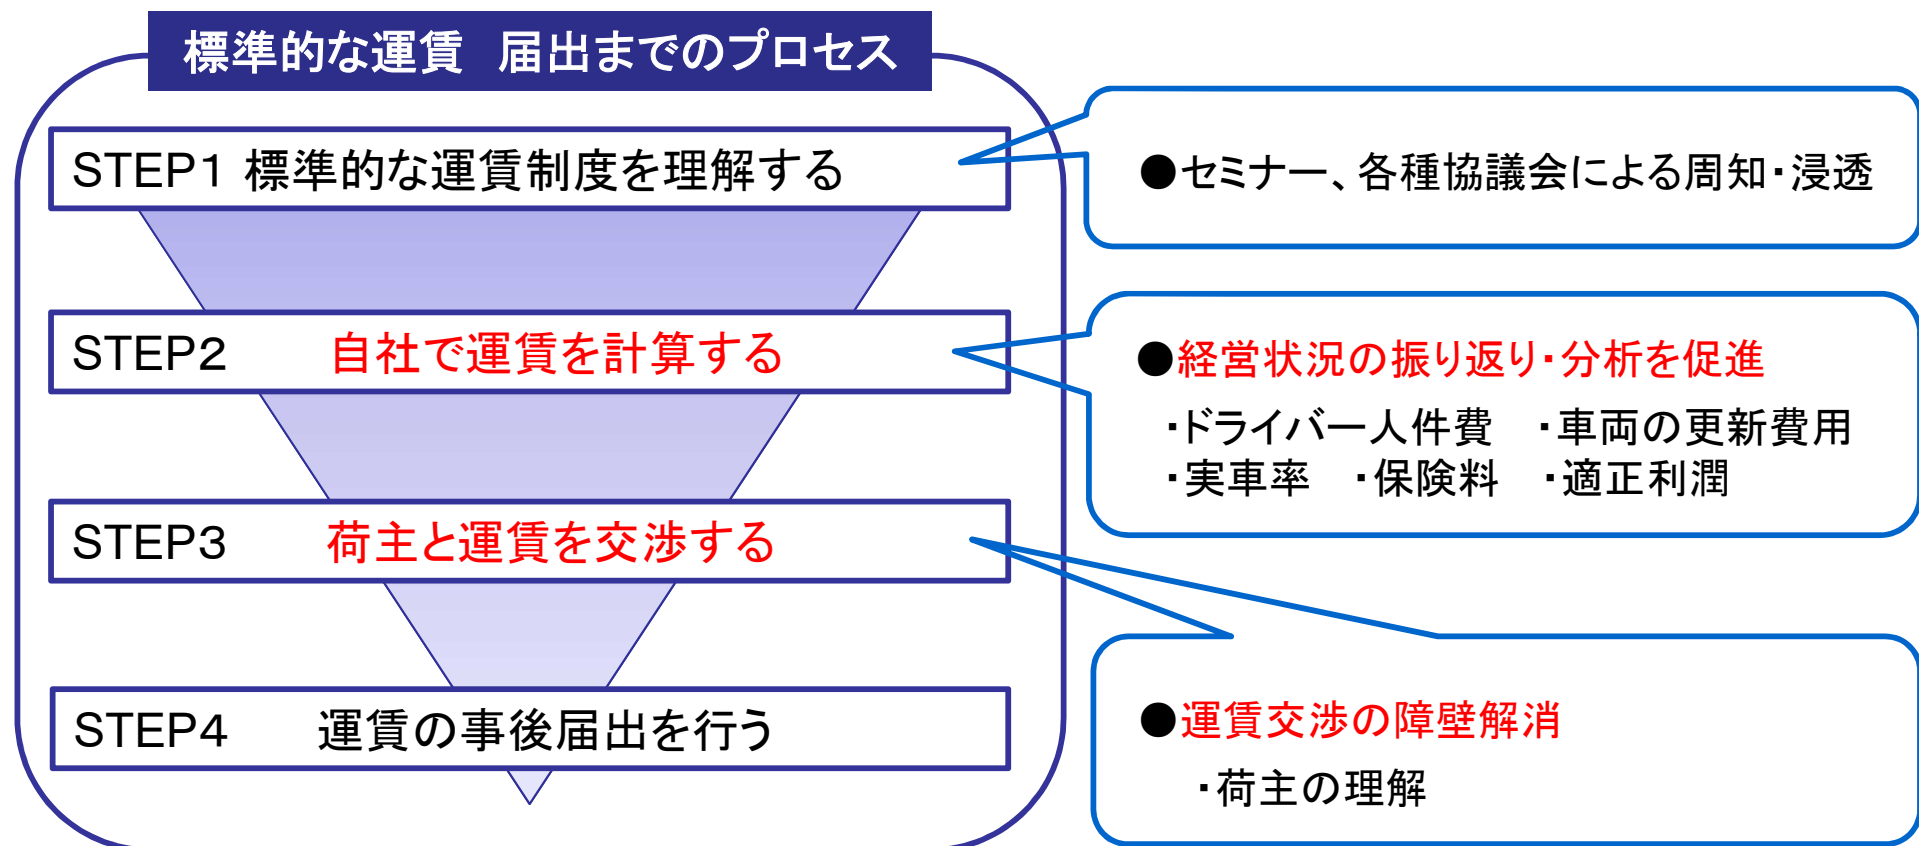 標準的な運賃　届出までのプロセス
STEP１ 標準的な運賃制度を理解する
●セミナー、各種協議会による周知・浸透
STEP２　自社で運賃を計算する
●経営状況の振り返り・分析を促進
・ドライバー人件費　・車両の更新費用
・実車率　・保険料　・適正利潤
STEP３　荷主と運賃を交渉する
●運賃交渉の障壁解消
・荷主の理解
STEP４　運賃の事後届出を行う